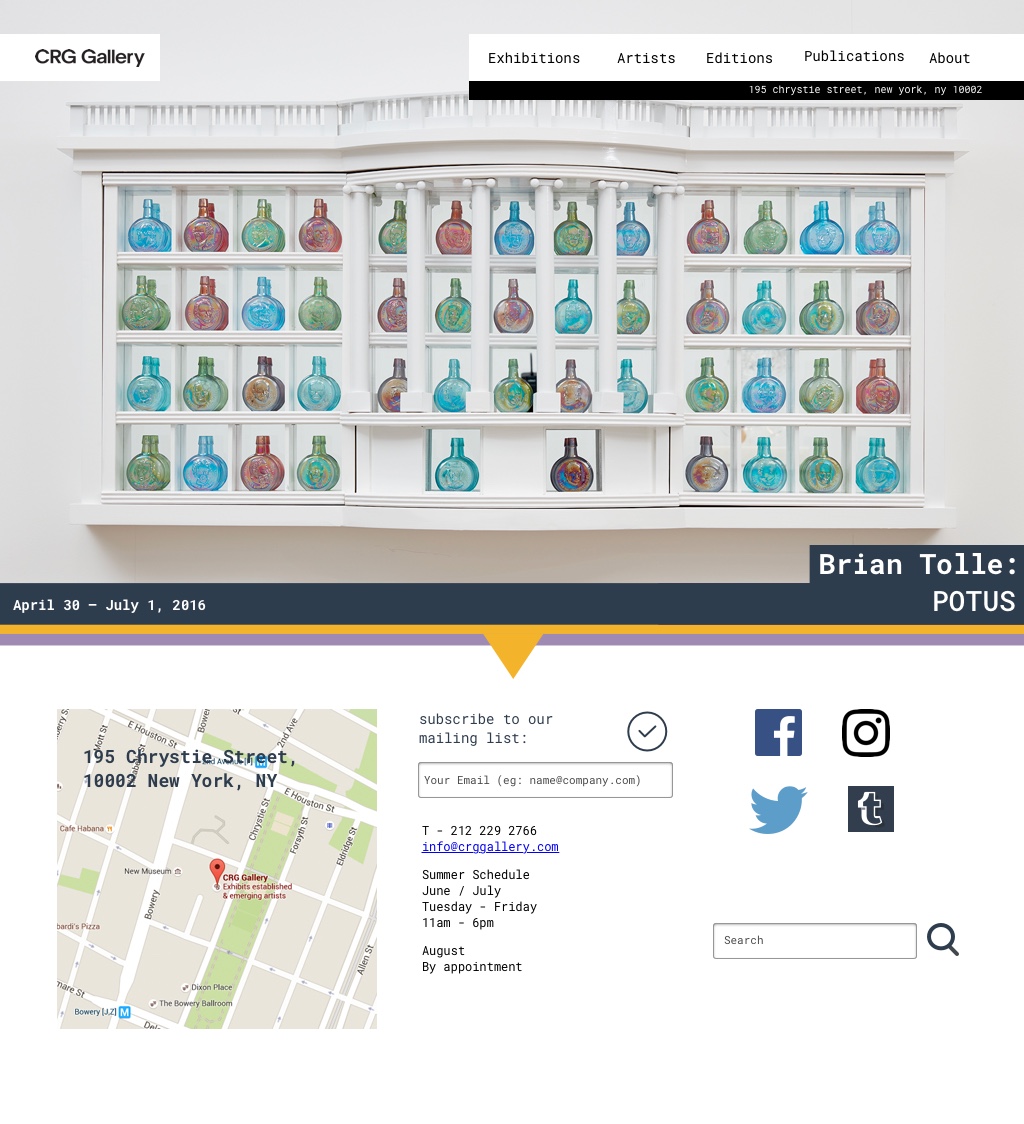 CRG Gallery
Exhibitions Artists Editions Publications About
195 chrystie street, new york, ny 10002
Brian Tolle:
POTUS
April 30 — July 1, 2016
195 Chrystie Street,
10002 New York, NY
E Houston St
2nd Ave
Bowery
E Houston St
Chrystie St
Forsyth St
Eldridge St
Cafe Habana
New Museum
CRG Gallery
Exhibits established
& emerging artists
Bowery
bardi's Pizza
Allen St
Dixon Place
The Bowery Ballroom
Bowery [J,Z] M
subscribe to our
mailing list:
Your Email (eg: name@company.com)
T - 212 229 2766
info@crggallery.com
Summer Schedule
June / July
Tuesday - Friday
11am - 6pm
August
By appointment
Search